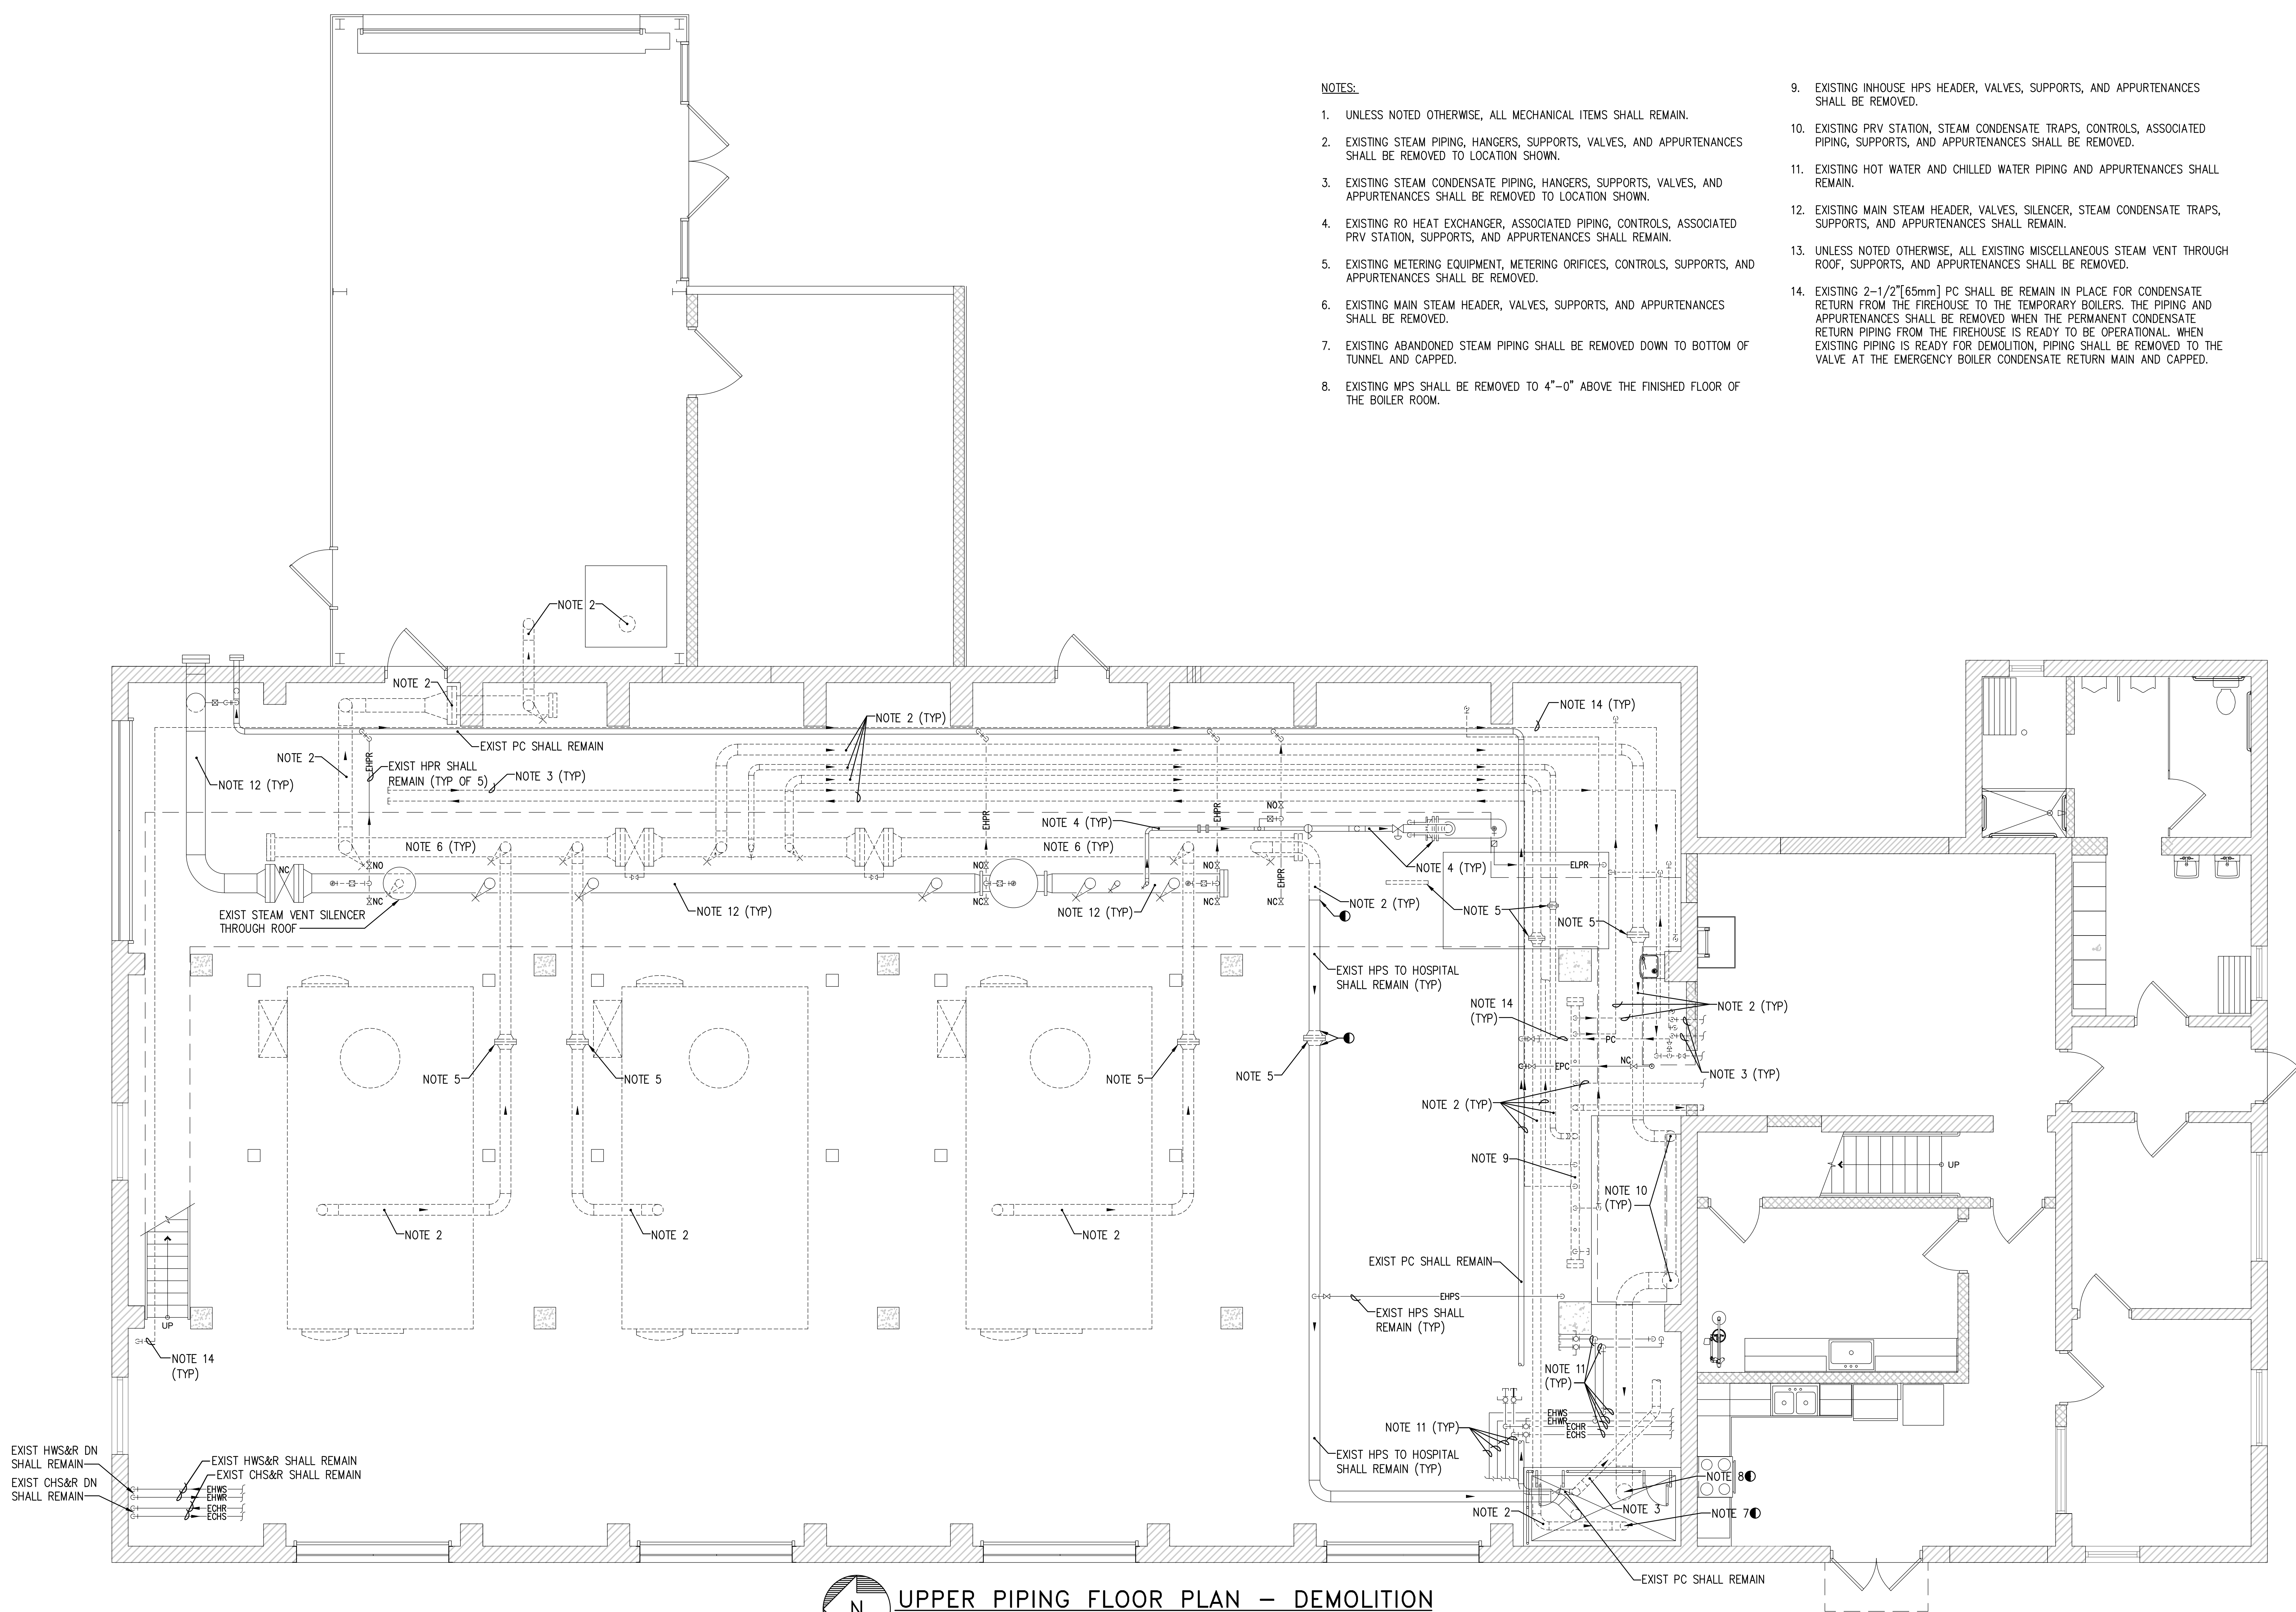 NOTES:
1. UNLESS NOTED OTHERWISE, ALL MECHANICAL ITEMS SHALL REMAIN.
2. EXISTING STEAM PIPING, HANGERS, SUPPORTS, VALVES, AND APPURTENANCES
SHALL BE REMOVED TO LOCATION SHOWN.
3. EXISTING STEAM CONDENSATE PIPING, HANGERS, SUPPORTS, VALVES, AND
APPURTENANCES SHALL BE REMOVED TO LOCATION SHOWN.
4. EXISTING RO HEAT EXCHANGER, ASSOCIATED PIPING, CONTROLS, ASSOCIATED
PRV STATION, SUPPORTS, AND APPURTENANCES SHALL REMAIN.
5. EXISTING METERING EQUIPMENT, METERING ORIFICES, CONTROLS, SUPPORTS, AND
APPURTENANCES SHALL BE REMOVED.
6. EXISTING MAIN STEAM HEADER, VALVES, SUPPORTS, AND APPURTENANCES
SHALL BE REMOVED.
7. EXISTING ABANDONED STEAM PIPING SHALL BE REMOVED DOWN TO BOTTOM OF
TUNNEL AND CAPPED.
8. EXISTING MPS SHALL BE REMOVED TO 4"-0" ABOVE THE FINISHED FLOOR OF
THE BOILER ROOM.
9. EXISTING INHOUSE HPS HEADER, VALVES, SUPPORTS, AND APPURTENANCES
SHALL BE REMOVED.
10. EXISTING PRV STATION, STEAM CONDENSATE TRAPS, CONTROLS, ASSOCIATED
PIPING, SUPPORTS, AND APPURTENANCES SHALL BE REMOVED.
11. EXISTING HOT WATER AND CHILLED WATER PIPING AND APPURTENANCES SHALL
REMAIN.
12. EXISTING MAIN STEAM HEADER, VALVES, SILENCER, STEAM CONDENSATE TRAPS,
SUPPORTS, AND APPURTENANCES SHALL REMAIN.
13. UNLESS NOTED OTHERWISE, ALL EXISTING MISCELLANEOUS STEAM VENT THROUGH
ROOF, SUPPORTS, AND APPURTENANCES SHALL BE REMOVED.
14. EXISTING 2-1/2"[65mm] PC SHALL BE REMAIN IN PLACE FOR CONDENSATE
RETURN FROM THE FIREHOUSE TO THE TEMPORARY BOILERS. THE PIPING AND
APPURTENANCES SHALL BE REMOVED WHEN THE PERMANENT CONDENSATE
RETURN PIPING FROM THE FIREHOUSE IS READY TO BE OPERATIONAL. WHEN
EXISTING PIPING IS READY FOR DEMOLITION, PIPING SHALL BE REMOVED TO THE
VALVE AT THE EMERGENCY BOILER CONDENSATE RETURN MAIN AND CAPPED.
NOTE 2
NOTE 2
NOTE 2 (TYP)
NOTE 14 (TYP)
EXIST PC SHALL REMAIN
NOTE 2
EHPR
EXIST HPR SHALL
REMAIN (TYP OF 5)
NOTE 3 (TYP)
NOTE 12 (TYP)
NOTE 4 (TYP)
EHPR
EHPR
NO
NOTE 6 (TYP)
NOTE 6 (TYP)
NC
NO
NO
NO
EHPR
NOTE 4 (TYP)
ELPR
NC
NC
NC
NC
NOTE 2 (TYP)
EXIST STEAM VENT SILENCER
THROUGH ROOF
NOTE 12 (TYP)
NOTE 12 (TYP)
NOTE 5
NOTE 5
EXIST HPS TO HOSPITAL
SHALL REMAIN (TYP)
NOTE 14
(TYP)
NOTE 2 (TYP)
PC
NC
EPC
NOTE 5
NOTE 5
NOTE 5
NOTE 5
NOTE 3 (TYP)
NOTE 2 (TYP)
NOTE 9
UP
NOTE 10
(TYP)
NOTE 2
NOTE 2
NOTE 2
EXIST PC SHALL REMAIN
EHPS
EXIST HPS SHALL
REMAIN (TYP)
UP
NOTE 14
(TYP)
NOTE 11
(TYP)
NOTE 11 (TYP)
EHWS
EHWR
ECHR
ECHS
EXIST HWS&R DN
SHALL REMAIN
EXIST CHS&R DN
SHALL REMAIN
EXIST HWS&R SHALL REMAIN
EXIST CHS&R SHALL REMAIN
EHWS
EHWR
ECHR
ECHS
EXIST HPS TO HOSPITAL
SHALL REMAIN (TYP)
NOTE 8
NOTE 3
NOTE 2
NOTE 7
EXIST PC SHALL REMAIN
N
UPPER PIPING FLOOR PLAN - DEMOLITION